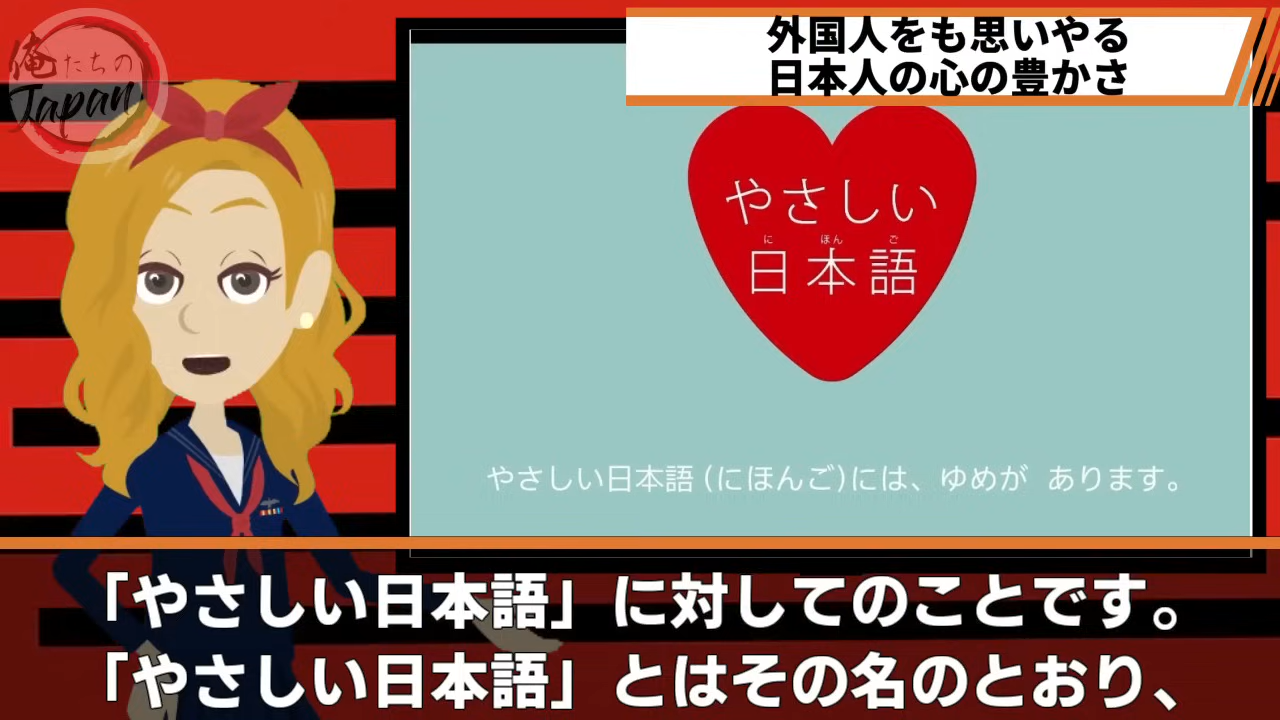 俺たちの
Japan
外国人をも思いやる
日本人の心の豊かさ
やさしい
に ほん ご
日本語
やさしい日本語(にほんご)には、ゆめが あります。
「やさしい日本語」に対してのことです。
「やさしい日本語」とはその名のとおり、